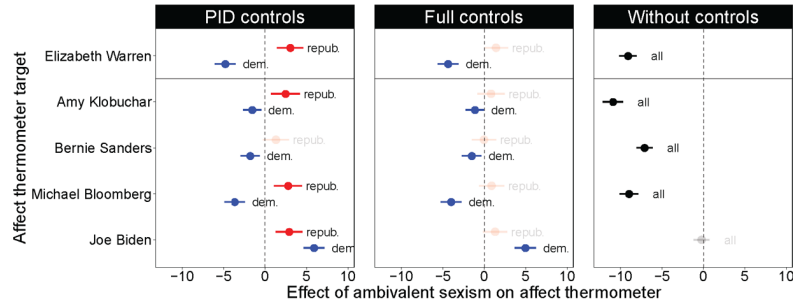 PID controls
Full controls
Without controls
Affect thermometer target
Elizabeth Warren
Amy Klobuchar
Bernie Sanders
Michael Bloomberg
Joe Biden
repub.
dem.
repub.
dem.
repub.
dem.
repub.
dem.
repub.
dem
repub.
dem.
repub.
dem.
repub.
dem.
repub.
dem.
repub.
dem.
all
all
all
all
all
−10 −5 0 5 10
−10 −5 0 5 10
−10 −5 0 5 10
Effect of ambivalent sexism on affect thermometer